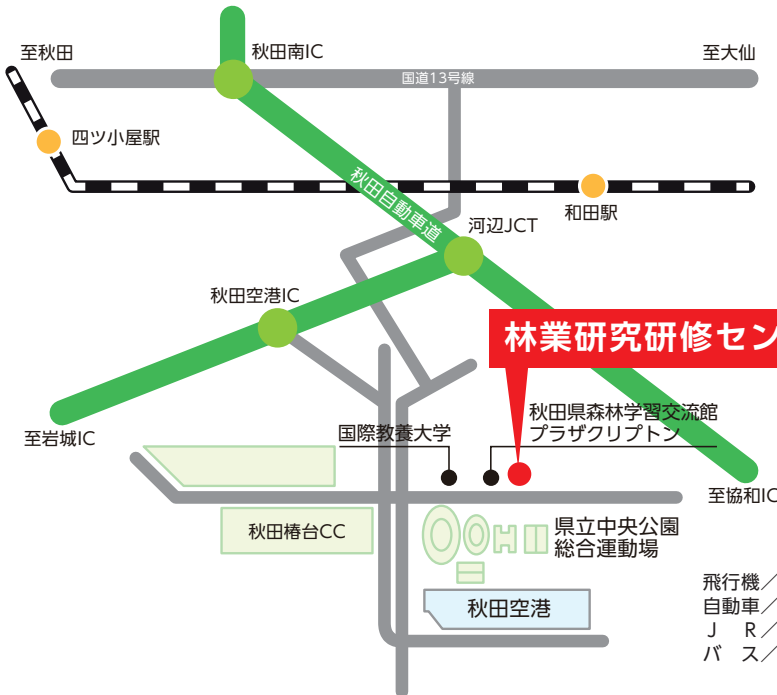 至秋田
秋田南IC
至大仙
国道13号線
四ツ小屋駅
秋田自動車道
和田駅
河辺JCT
秋田空港IC
林業研究研修セン
至岩城IC
国際教養大学
秋田県森林学習交流館
プラザクリプトン
至協和IC
秋田椿台CC
県立中央公園
総合運動場
秋田空港
飛行機／
自動車／
J R／
バス／